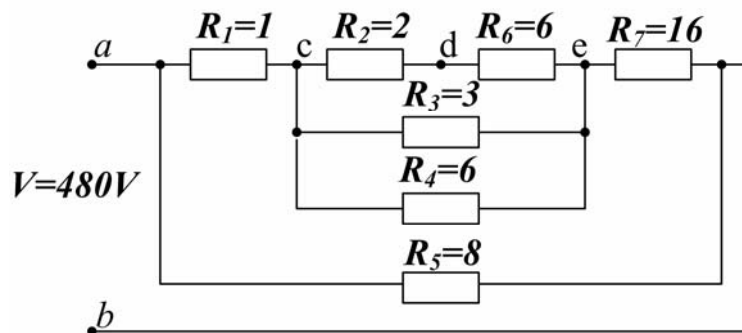 R₁=1 c R₂=2 d R₆=6 e R₇=16
a
R₃=3
V=480V R₄=6
R₅=8
b